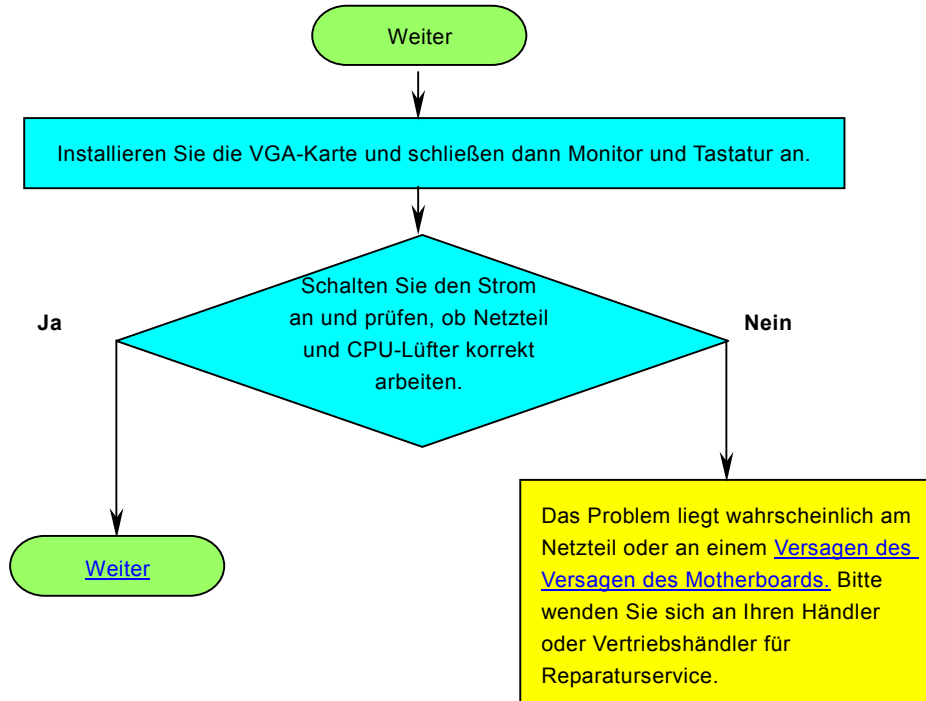 Weiter
Installieren Sie die VGA-Karte und schließen dann Monitor und Tastatur an.
Schalten Sie den Strom
an und prüfen, ob Netzteil
und CPU-Lüfter korrekt
arbeiten.
Ja
Nein
Weiter
Das Problem liegt wahrscheinlich am
Netzteil oder an einem Versagen des
Versagen des Motherboards. Bitte
wenden Sie sich an Ihren Händler
oder Vertriebshändler für
Reparaturservice.